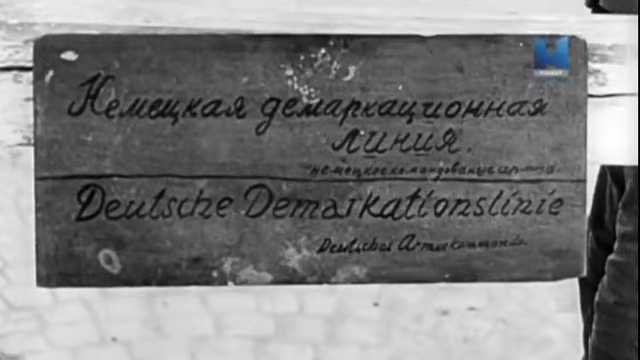 Немецкая демаркационная
линия.
немецкое командование армии
Deutsche Demarkationslinie
Deutsches Armeekommando